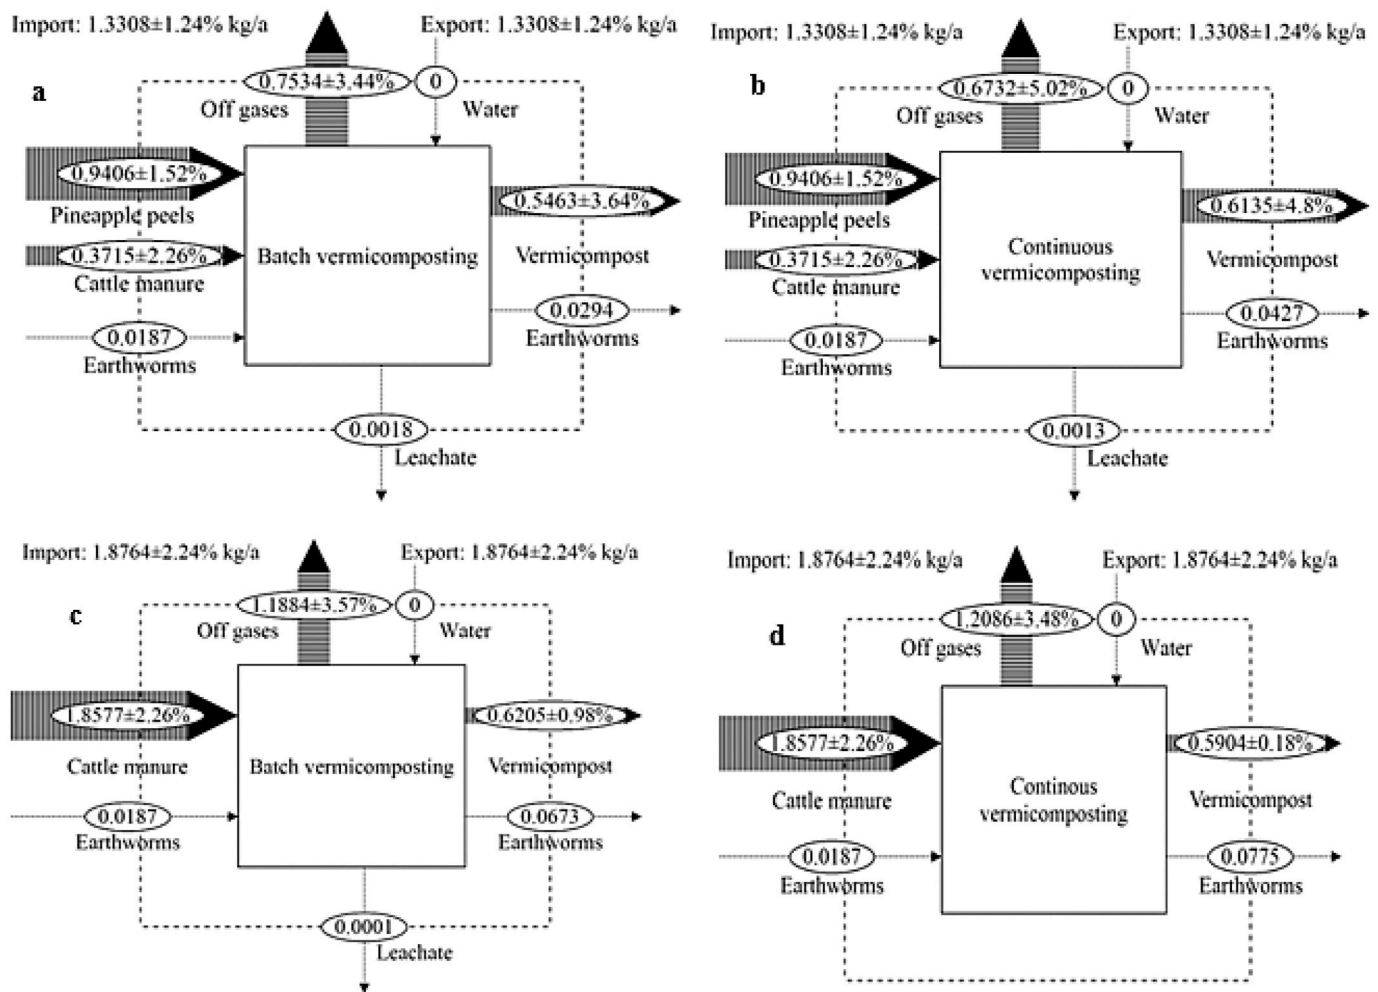 Import: 1.3308±1.24% kg/a
Export: 1.3308±1.24% kg/a
a
0.7534±3.44%
0
Off gases
Water
0.9406±1.52%
Pineapple peels
0.5463±3.64%
0.3715±2.26%
Batch vermicomposting
Vermicompost
Cattle manure
0.0294
0.0187
Earthworms
Earthworms
0.0018
Leachate
Import: 1.3308±1.24% kg/a
Export: 1.3308±1.24% kg/a
b
0.6732±5.02%
0
Off gases
Water
0.9406±1.52%
Pineapple peels
0.6135±4.8%
Continuous
vermicomposting
0.3715±2.26%
Vermicompost
Cattle manure
0.0427
0.0187
Earthworms
Earthworms
0.0013
Leachate
Import: 1.8764±2.24% kg/a
Export: 1.8764±2.24% kg/a
c
1.1884±3.57%
0
Off gases
Water
1.8577±2.26%
0.6205±0.98%
Cattle manure
Batch vermicomposting
Vermicompost
0.0187
0.0673
Earthworms
Earthworms
0.0001
Leachate
Import: 1.8764±2.24% kg/a
Export: 1.8764±2.24% kg/a
d
1.2086±3.48%
0
Off gases
Water
1.8577±2.26%
0.5904±0.18%
Continous
vermicomposting
Cattle manure
Vermicompost
0.0187
0.0775
Earthworms
Earthworms